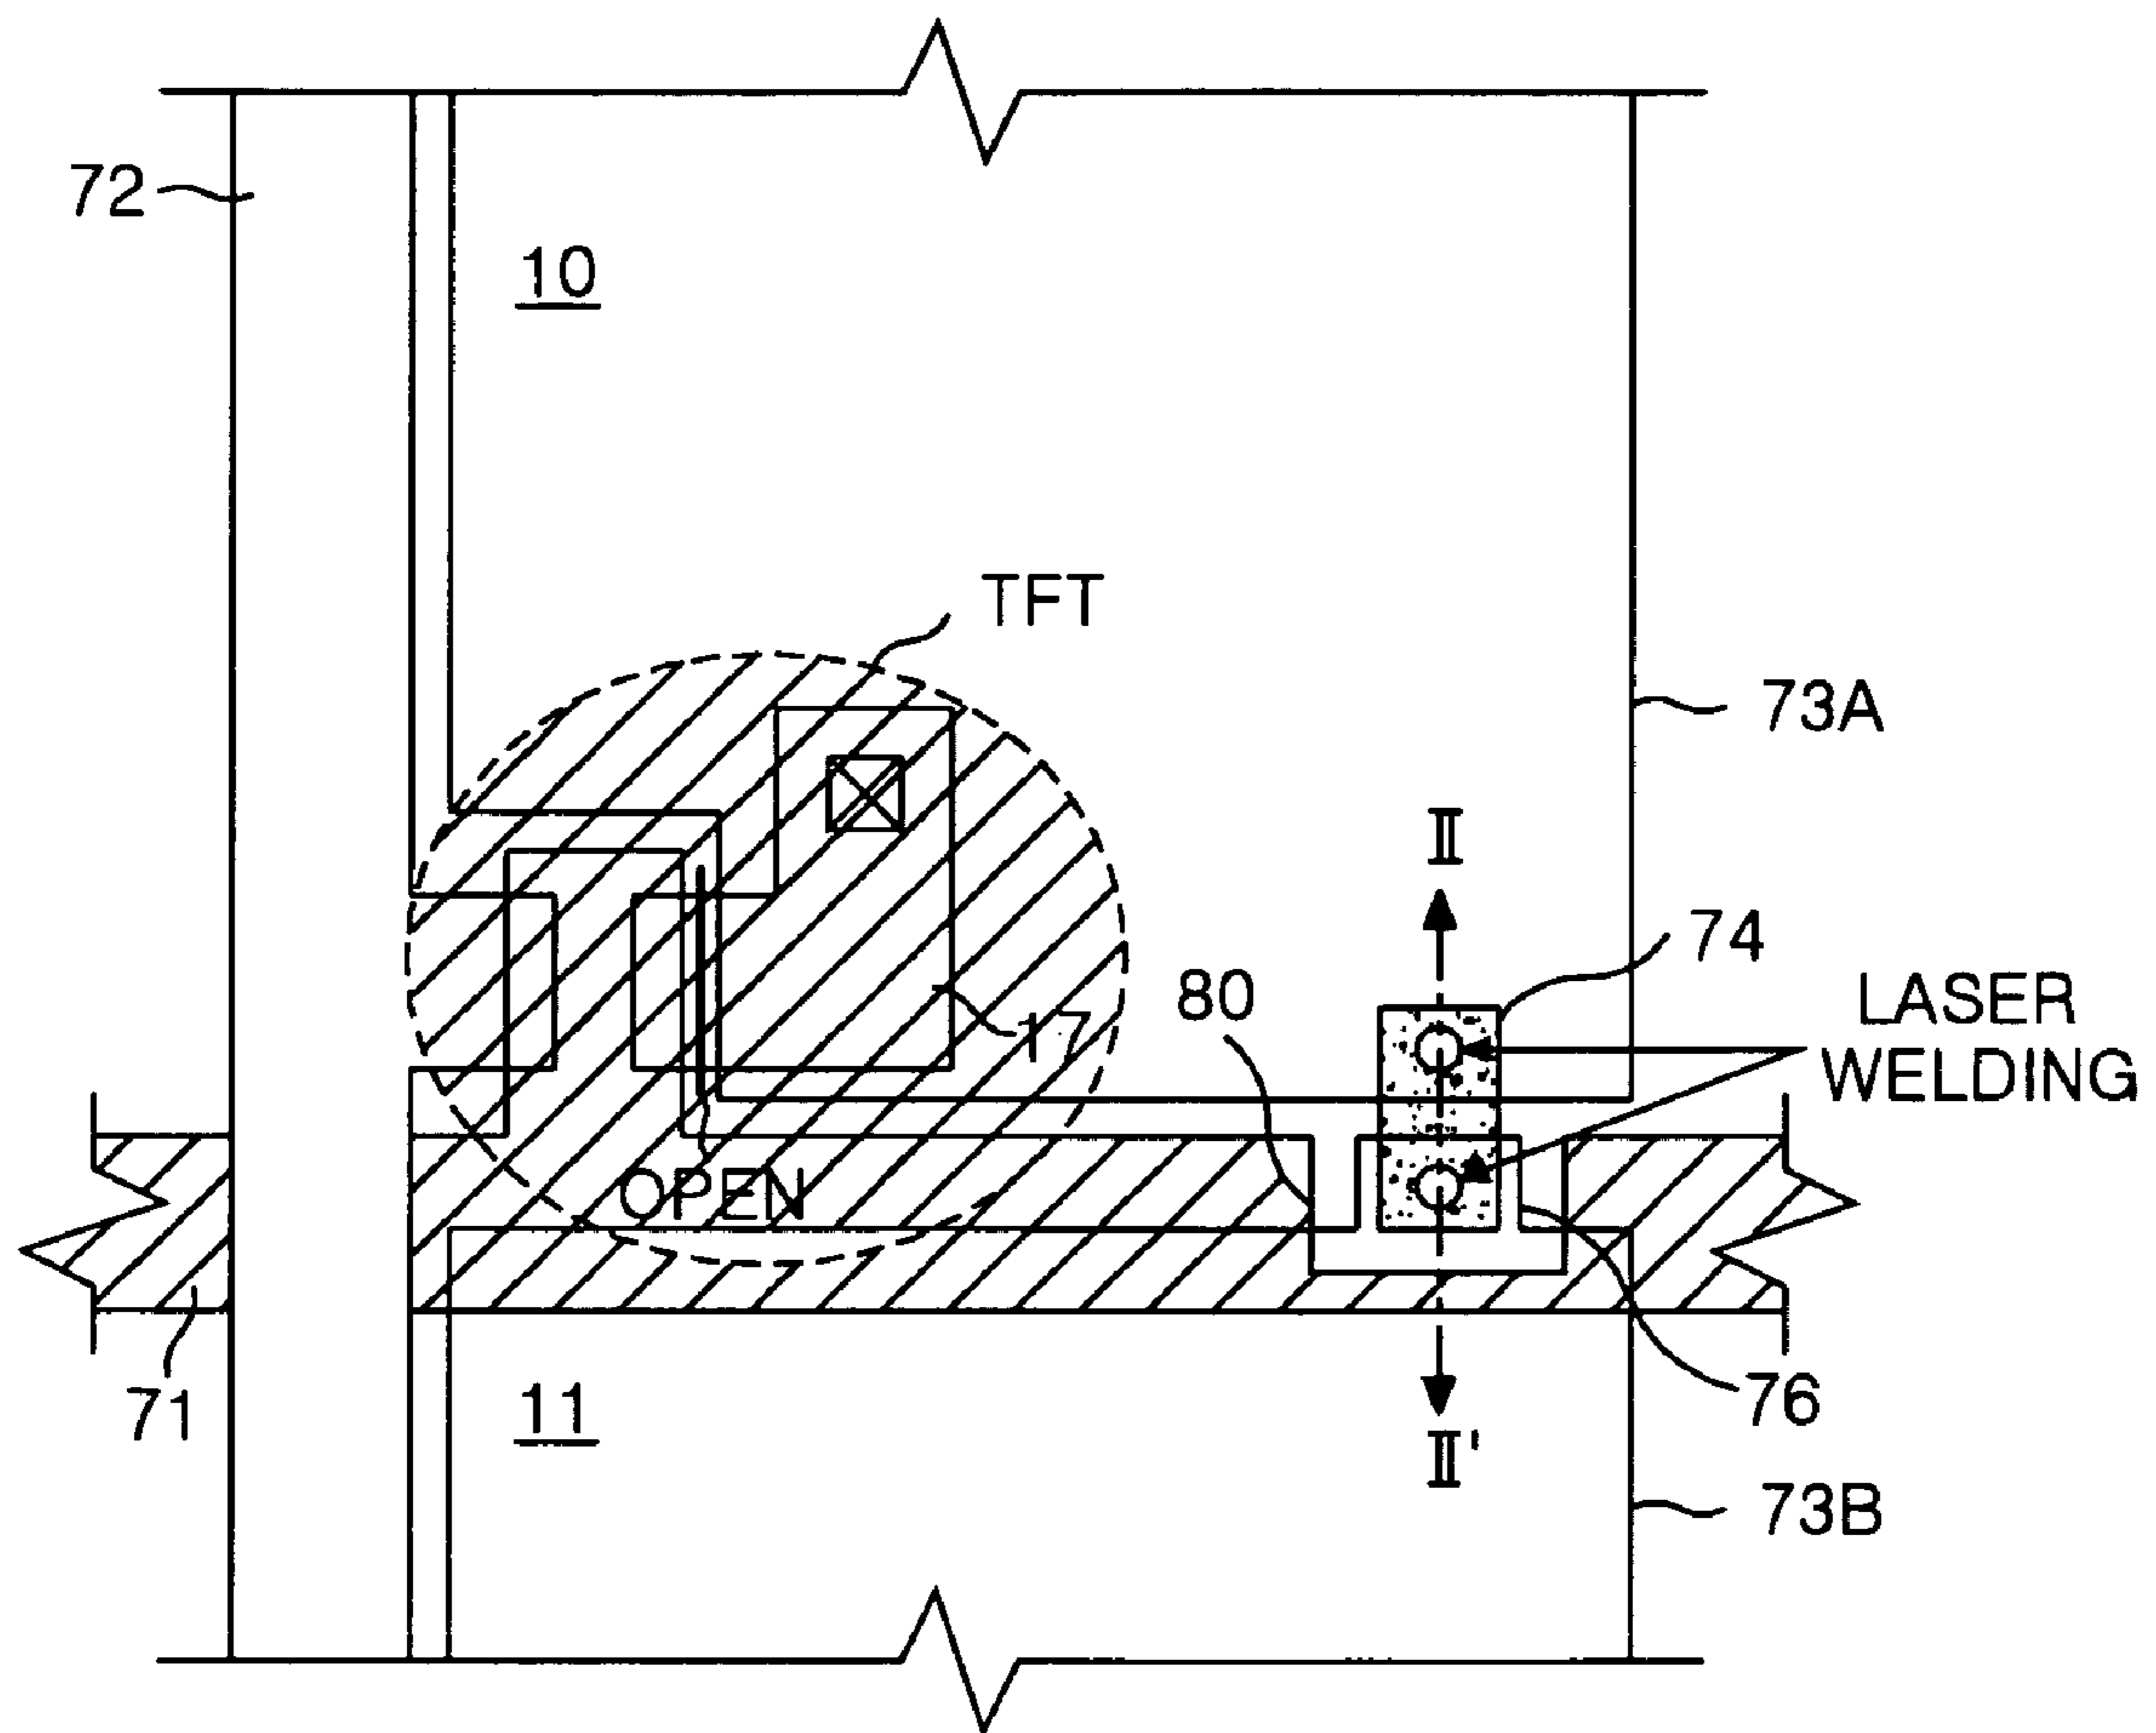 72
10
TFT
73A
II
74
80
LASER
WELDING
17
OPEN
71
11
76
II'
73B